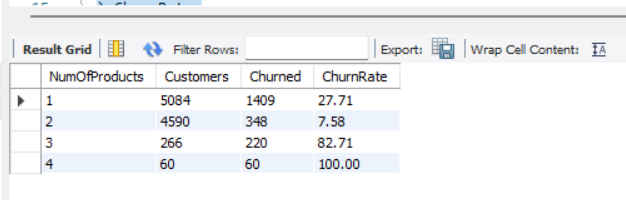 Result Grid Filter Rows: Export: Wrap Cell Content: IA
NumOfProducts Customers Churned ChurnRate
1 5084 1409 27.71
2 4590 348 7.58
3 266 220 82.71
4 60 60 100.00